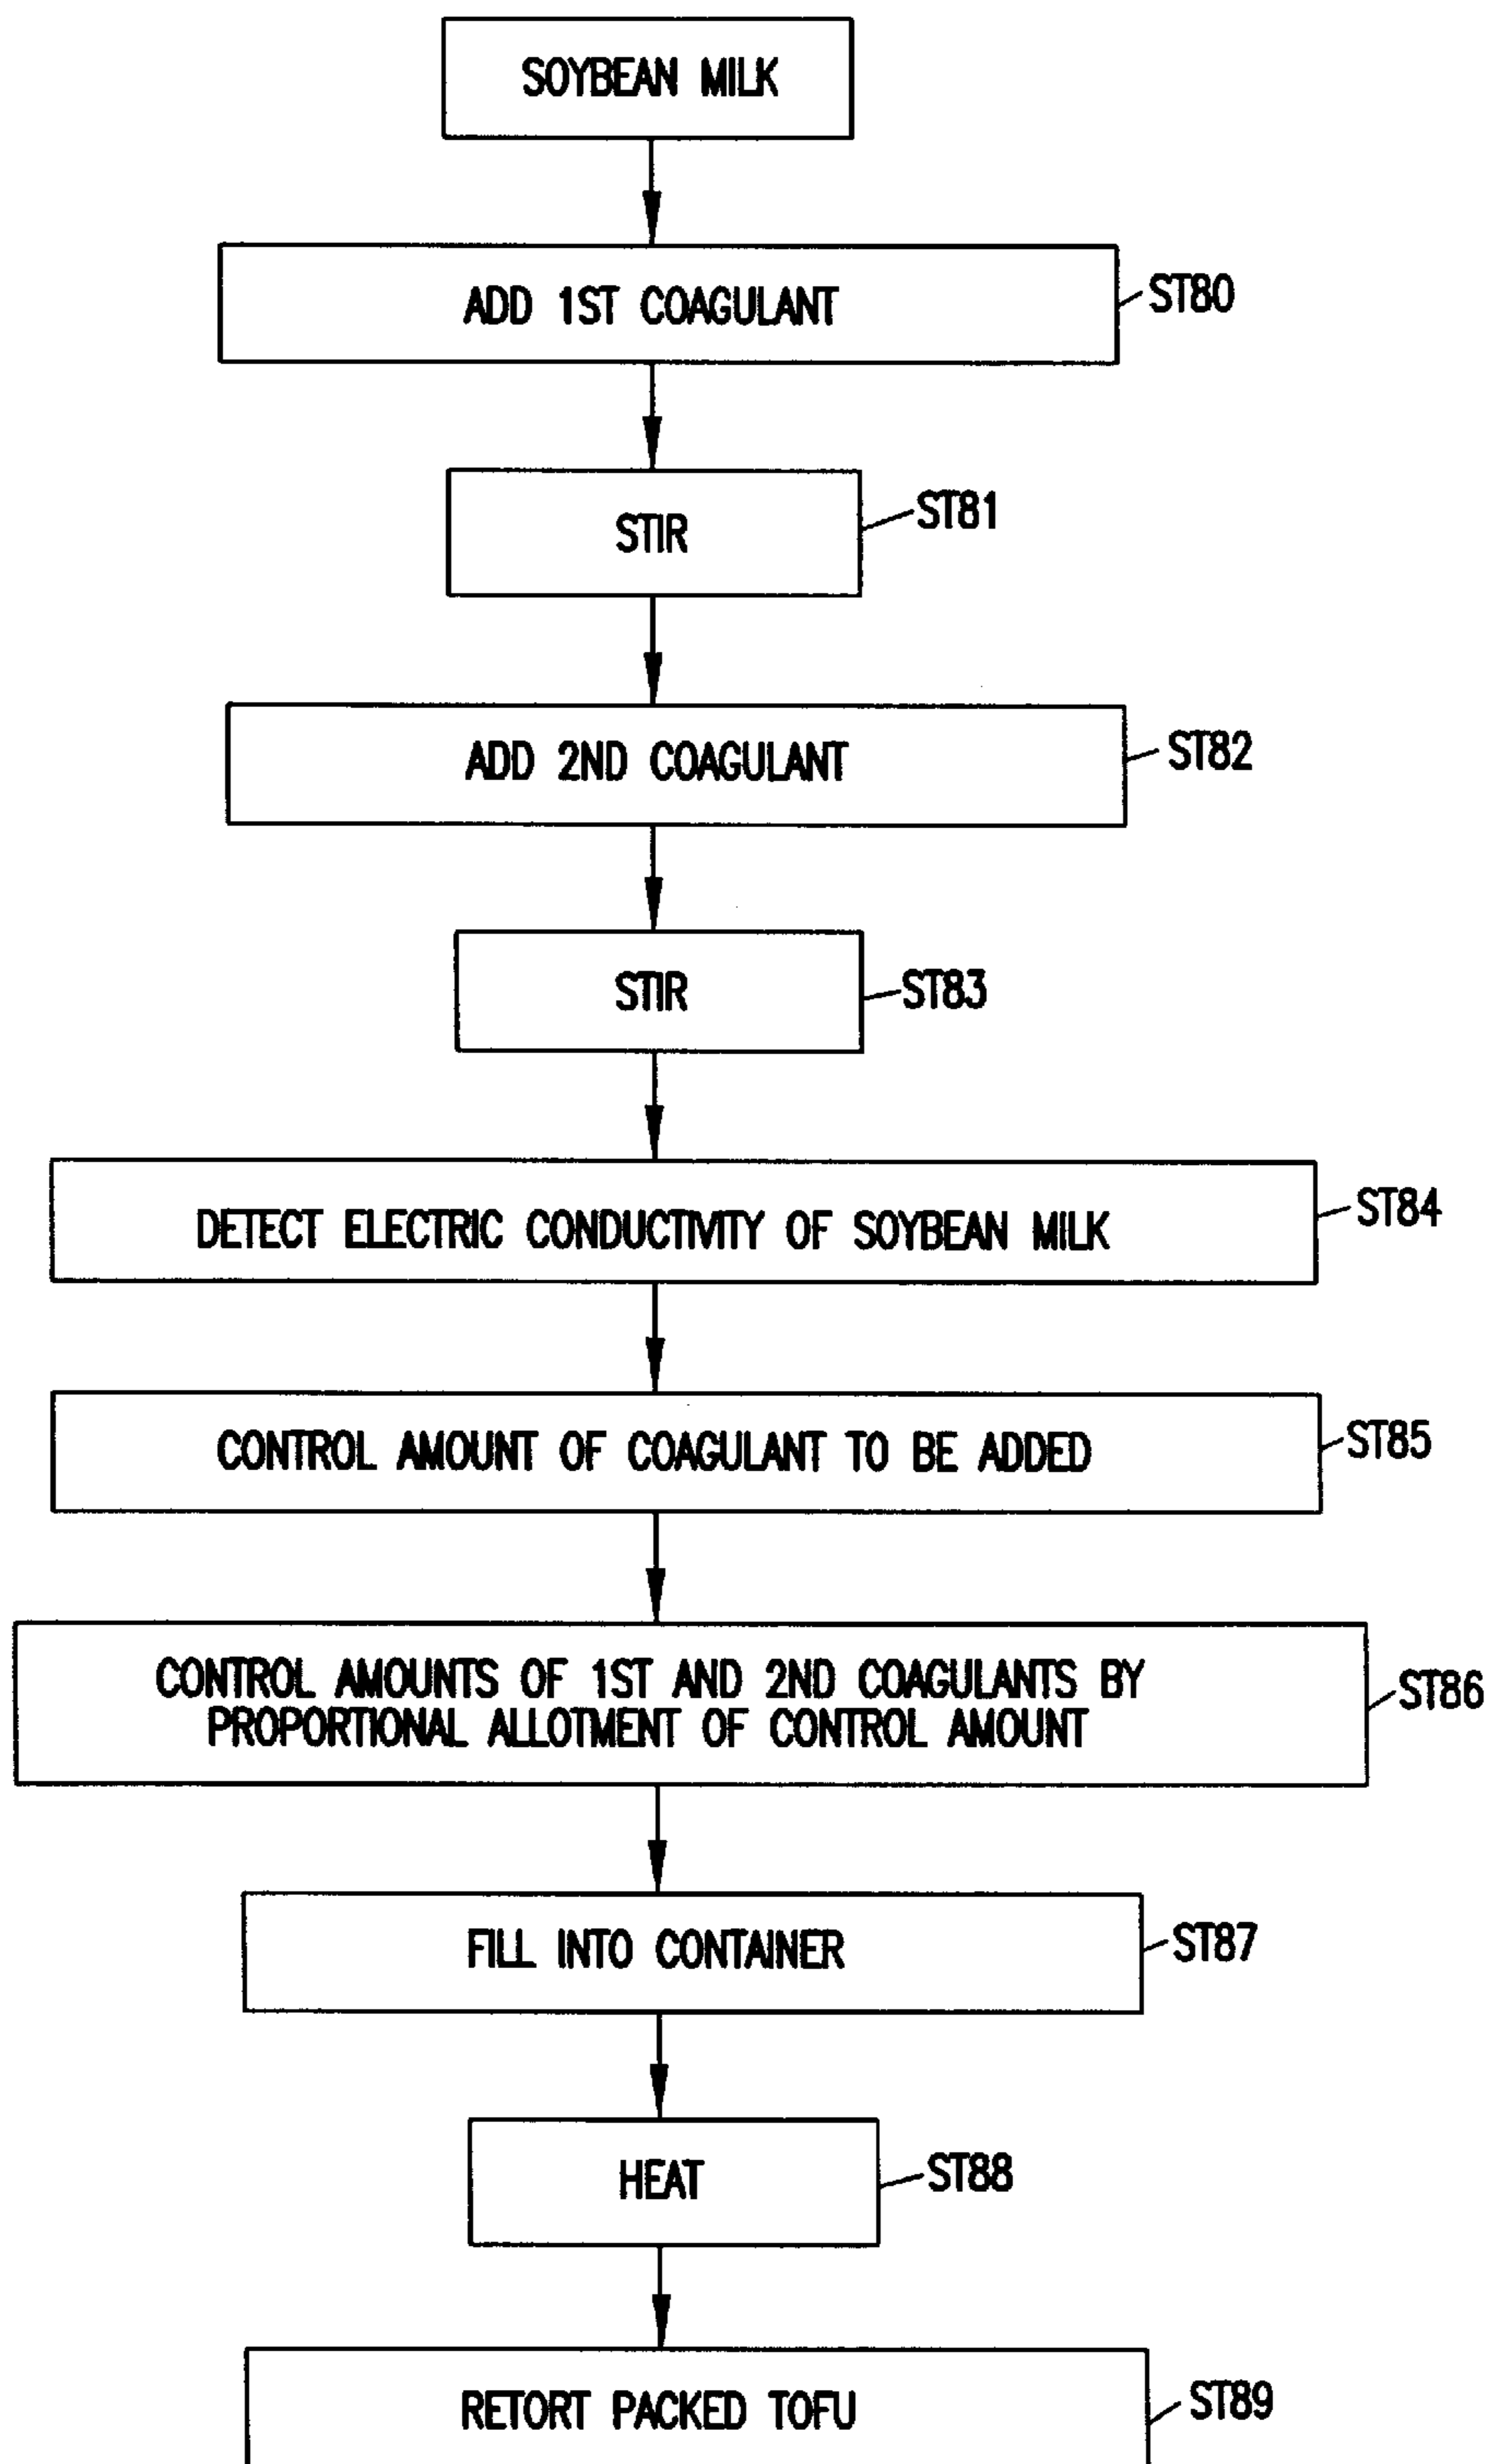 SOYBEAN MILK
ADD 1ST COAGULANT
ST80
STIR
ST81
ADD 2ND COAGULANT
ST82
STIR
ST83
DETECT ELECTRIC CONDUCTIVITY OF SOYBEAN MILK
ST84
CONTROL AMOUNT OF COAGULANT TO BE ADDED
ST85
CONTROL AMOUNTS OF 1ST AND 2ND COAGULANTS BY
PROPORTIONAL ALLOTMENT OF CONTROL AMOUNT
ST86
FILL INTO CONTAINER
ST87
HEAT
ST88
RETORT PACKED TOFU
ST89